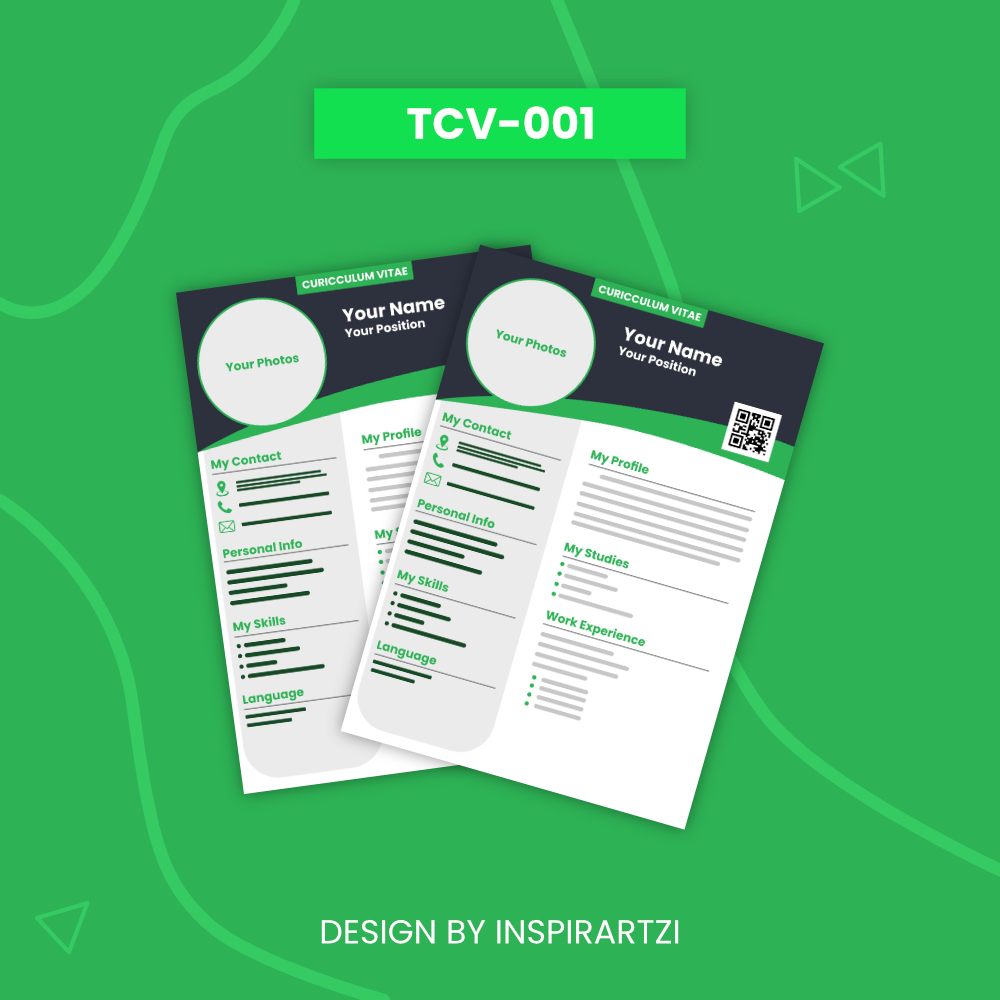 TCV-001
CURICCULUM VITAE
Your Photos
Your Name
Your Position
My Contact
Personal Info
My Skills
Language
My Profile
My S
CURICCULUM VITAE
Your Photos
Your Name
Your Position
My Contact
Personal Info
My Skills
Language
My Profile
My Studies
Work Experience
DESIGN BY INSPIRARTZI